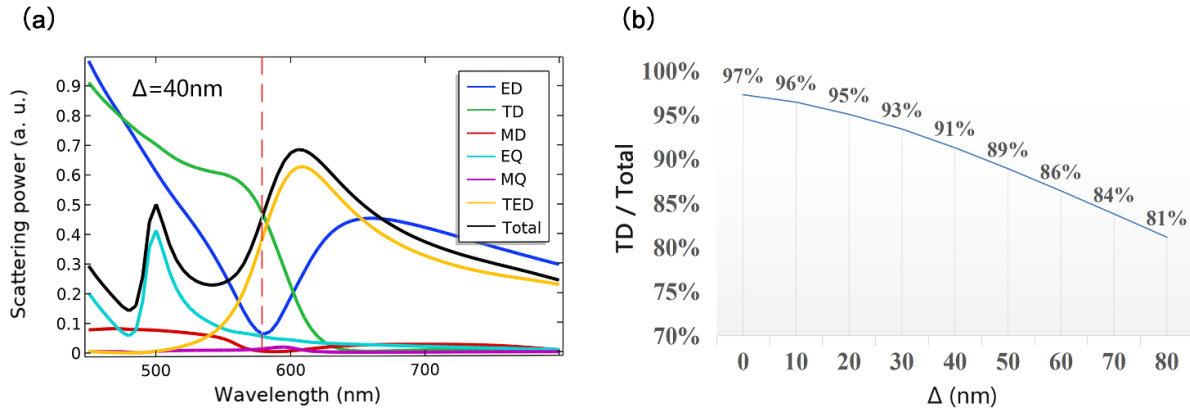 (a)
Δ=40nm
ED
TD
MD
EQ
MQ
TED
Total
0.9
0.8
0.7
0.6
0.5
0.4
0.3
0.2
0.1
0
Scattering power (a. u.)
500
600
700
Wavelength (nm)
(b)
100%
95%
90%
85%
80%
75%
70%
TD / Total
97%
96%
95%
93%
91%
89%
86%
84%
81%
0 10 20 30 40 50 60 70 80
Δ (nm)